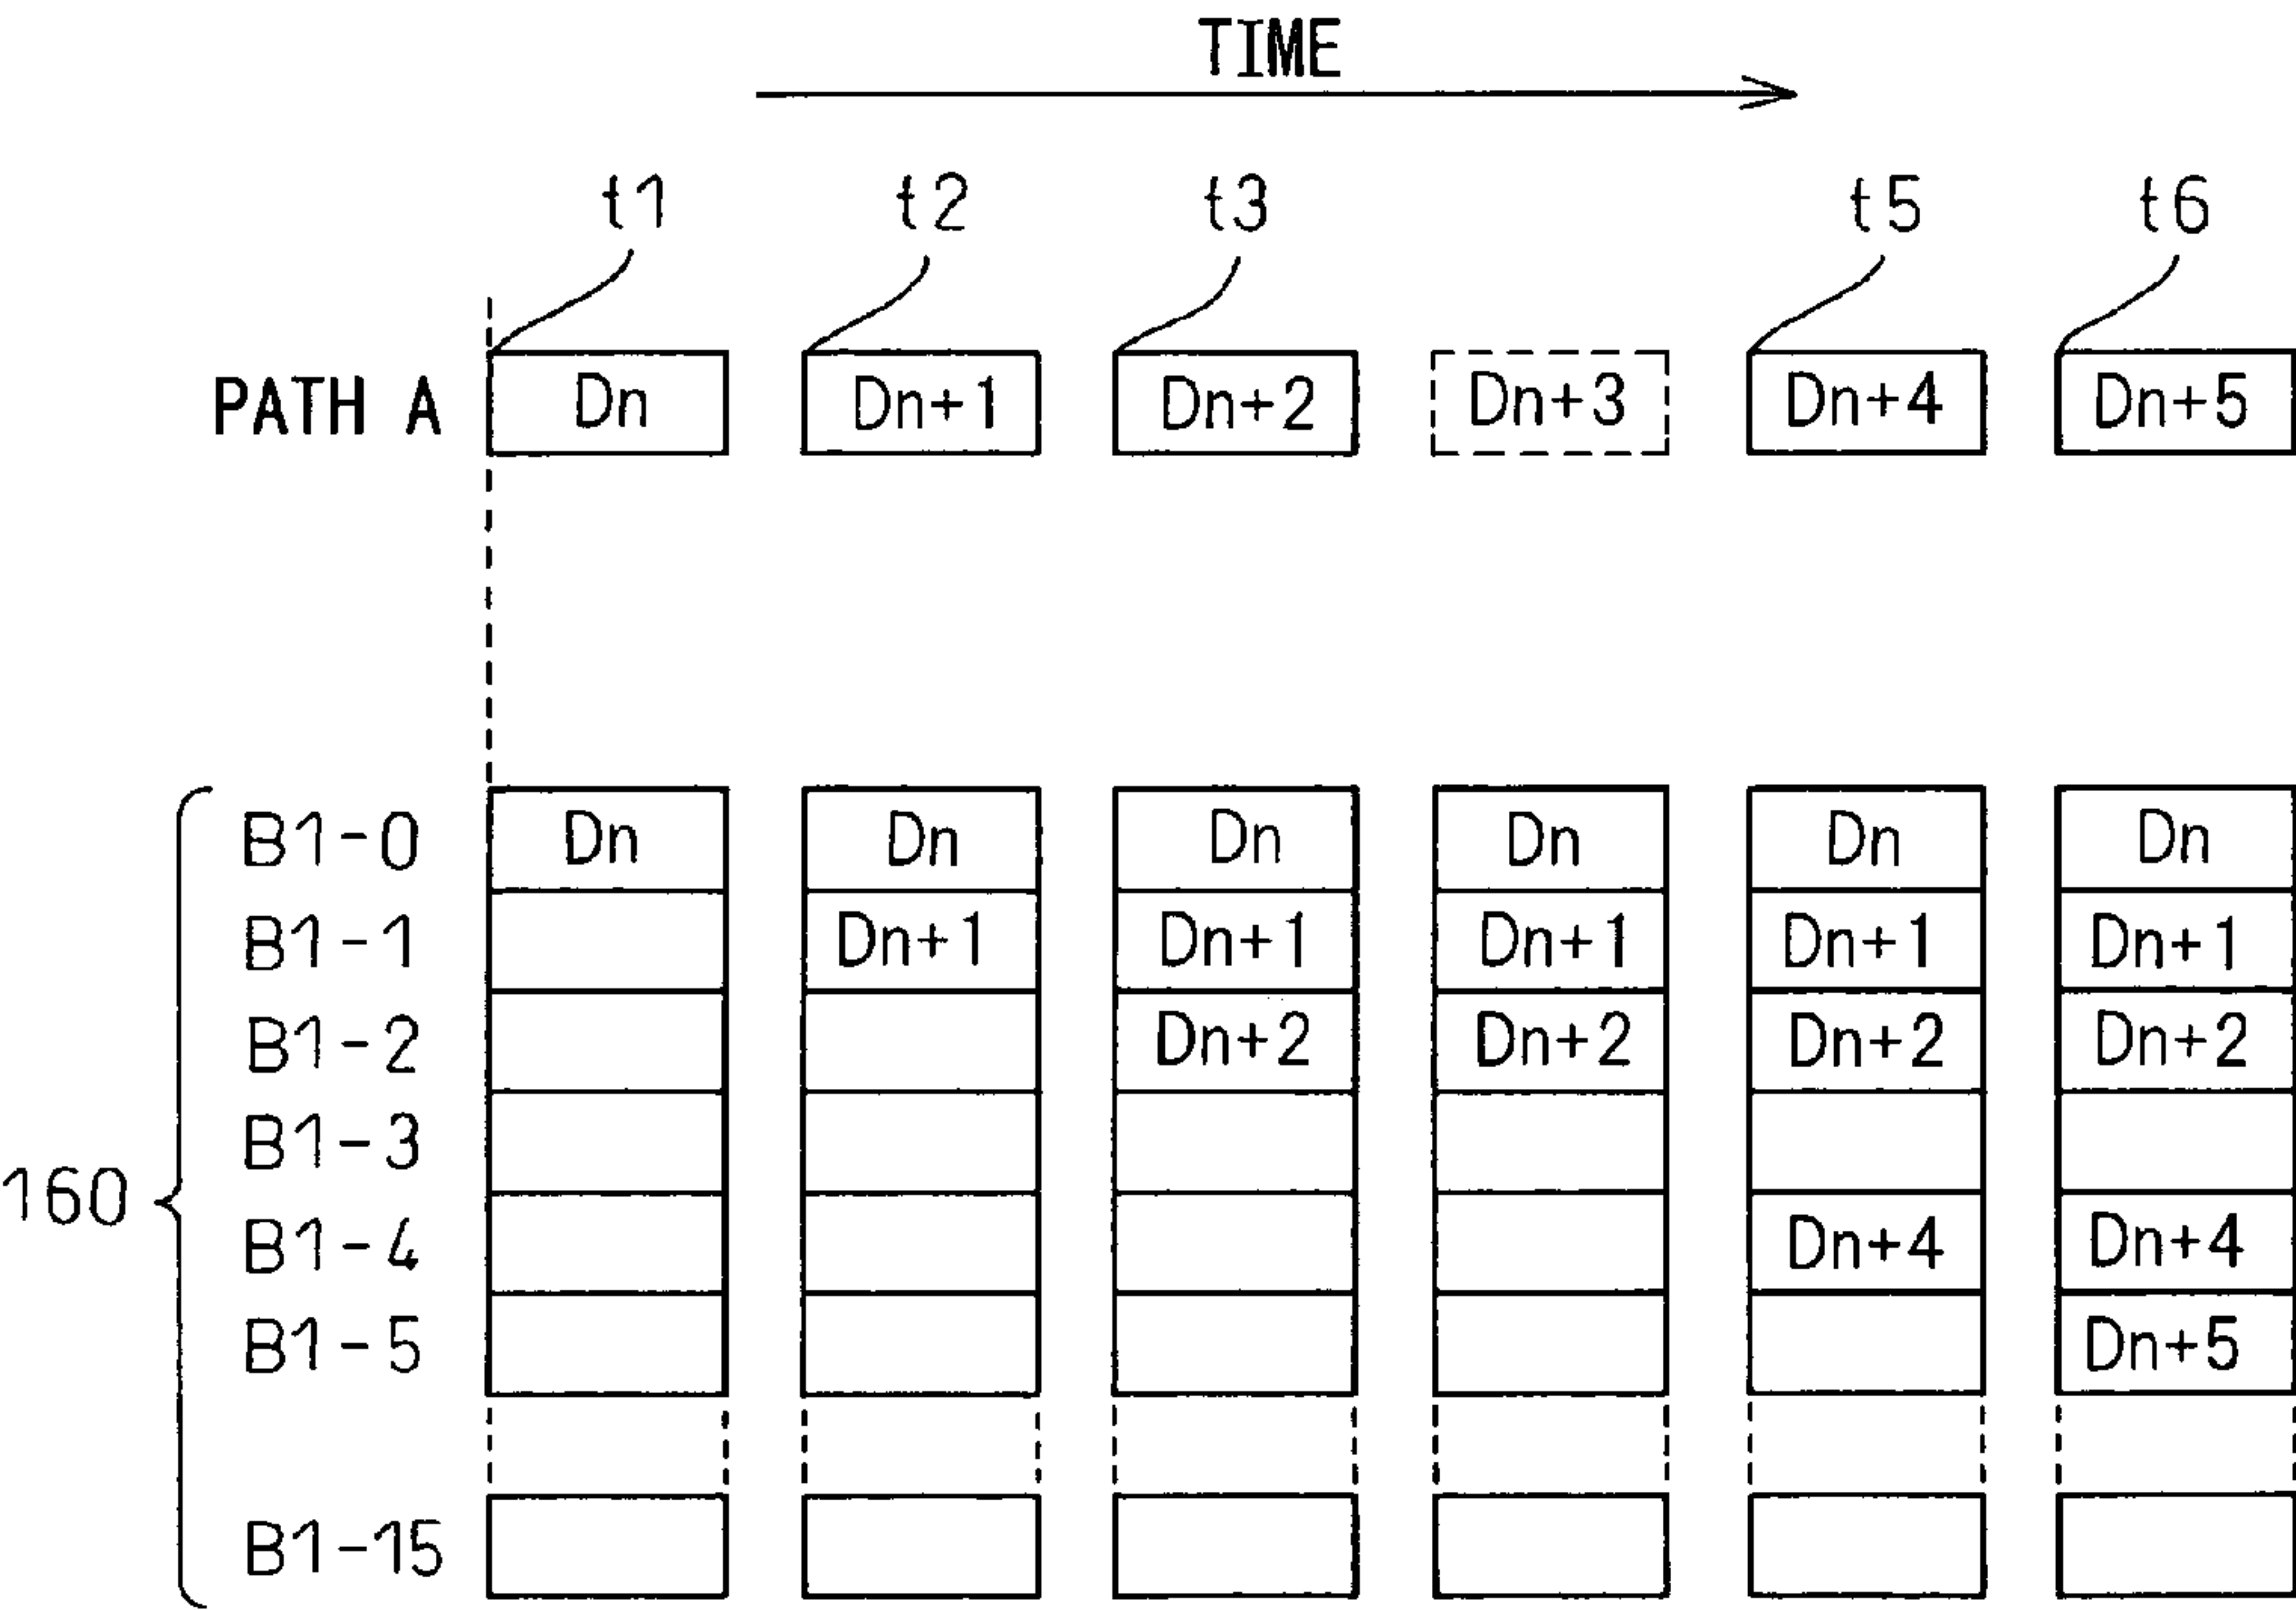 TIME
t1 t2 t3 t5 t6
PATH A Dn Dn+1 Dn+2 Dn+3 Dn+4 Dn+5
B1-0 Dn Dn Dn Dn Dn Dn
B1-1 Dn+1 Dn+1 Dn+1 Dn+1 Dn+1
B1-2 Dn+2 Dn+2 Dn+2 Dn+2
B1-3
160
B1-4 Dn+4 Dn+4
B1-5 Dn+5
B1-15